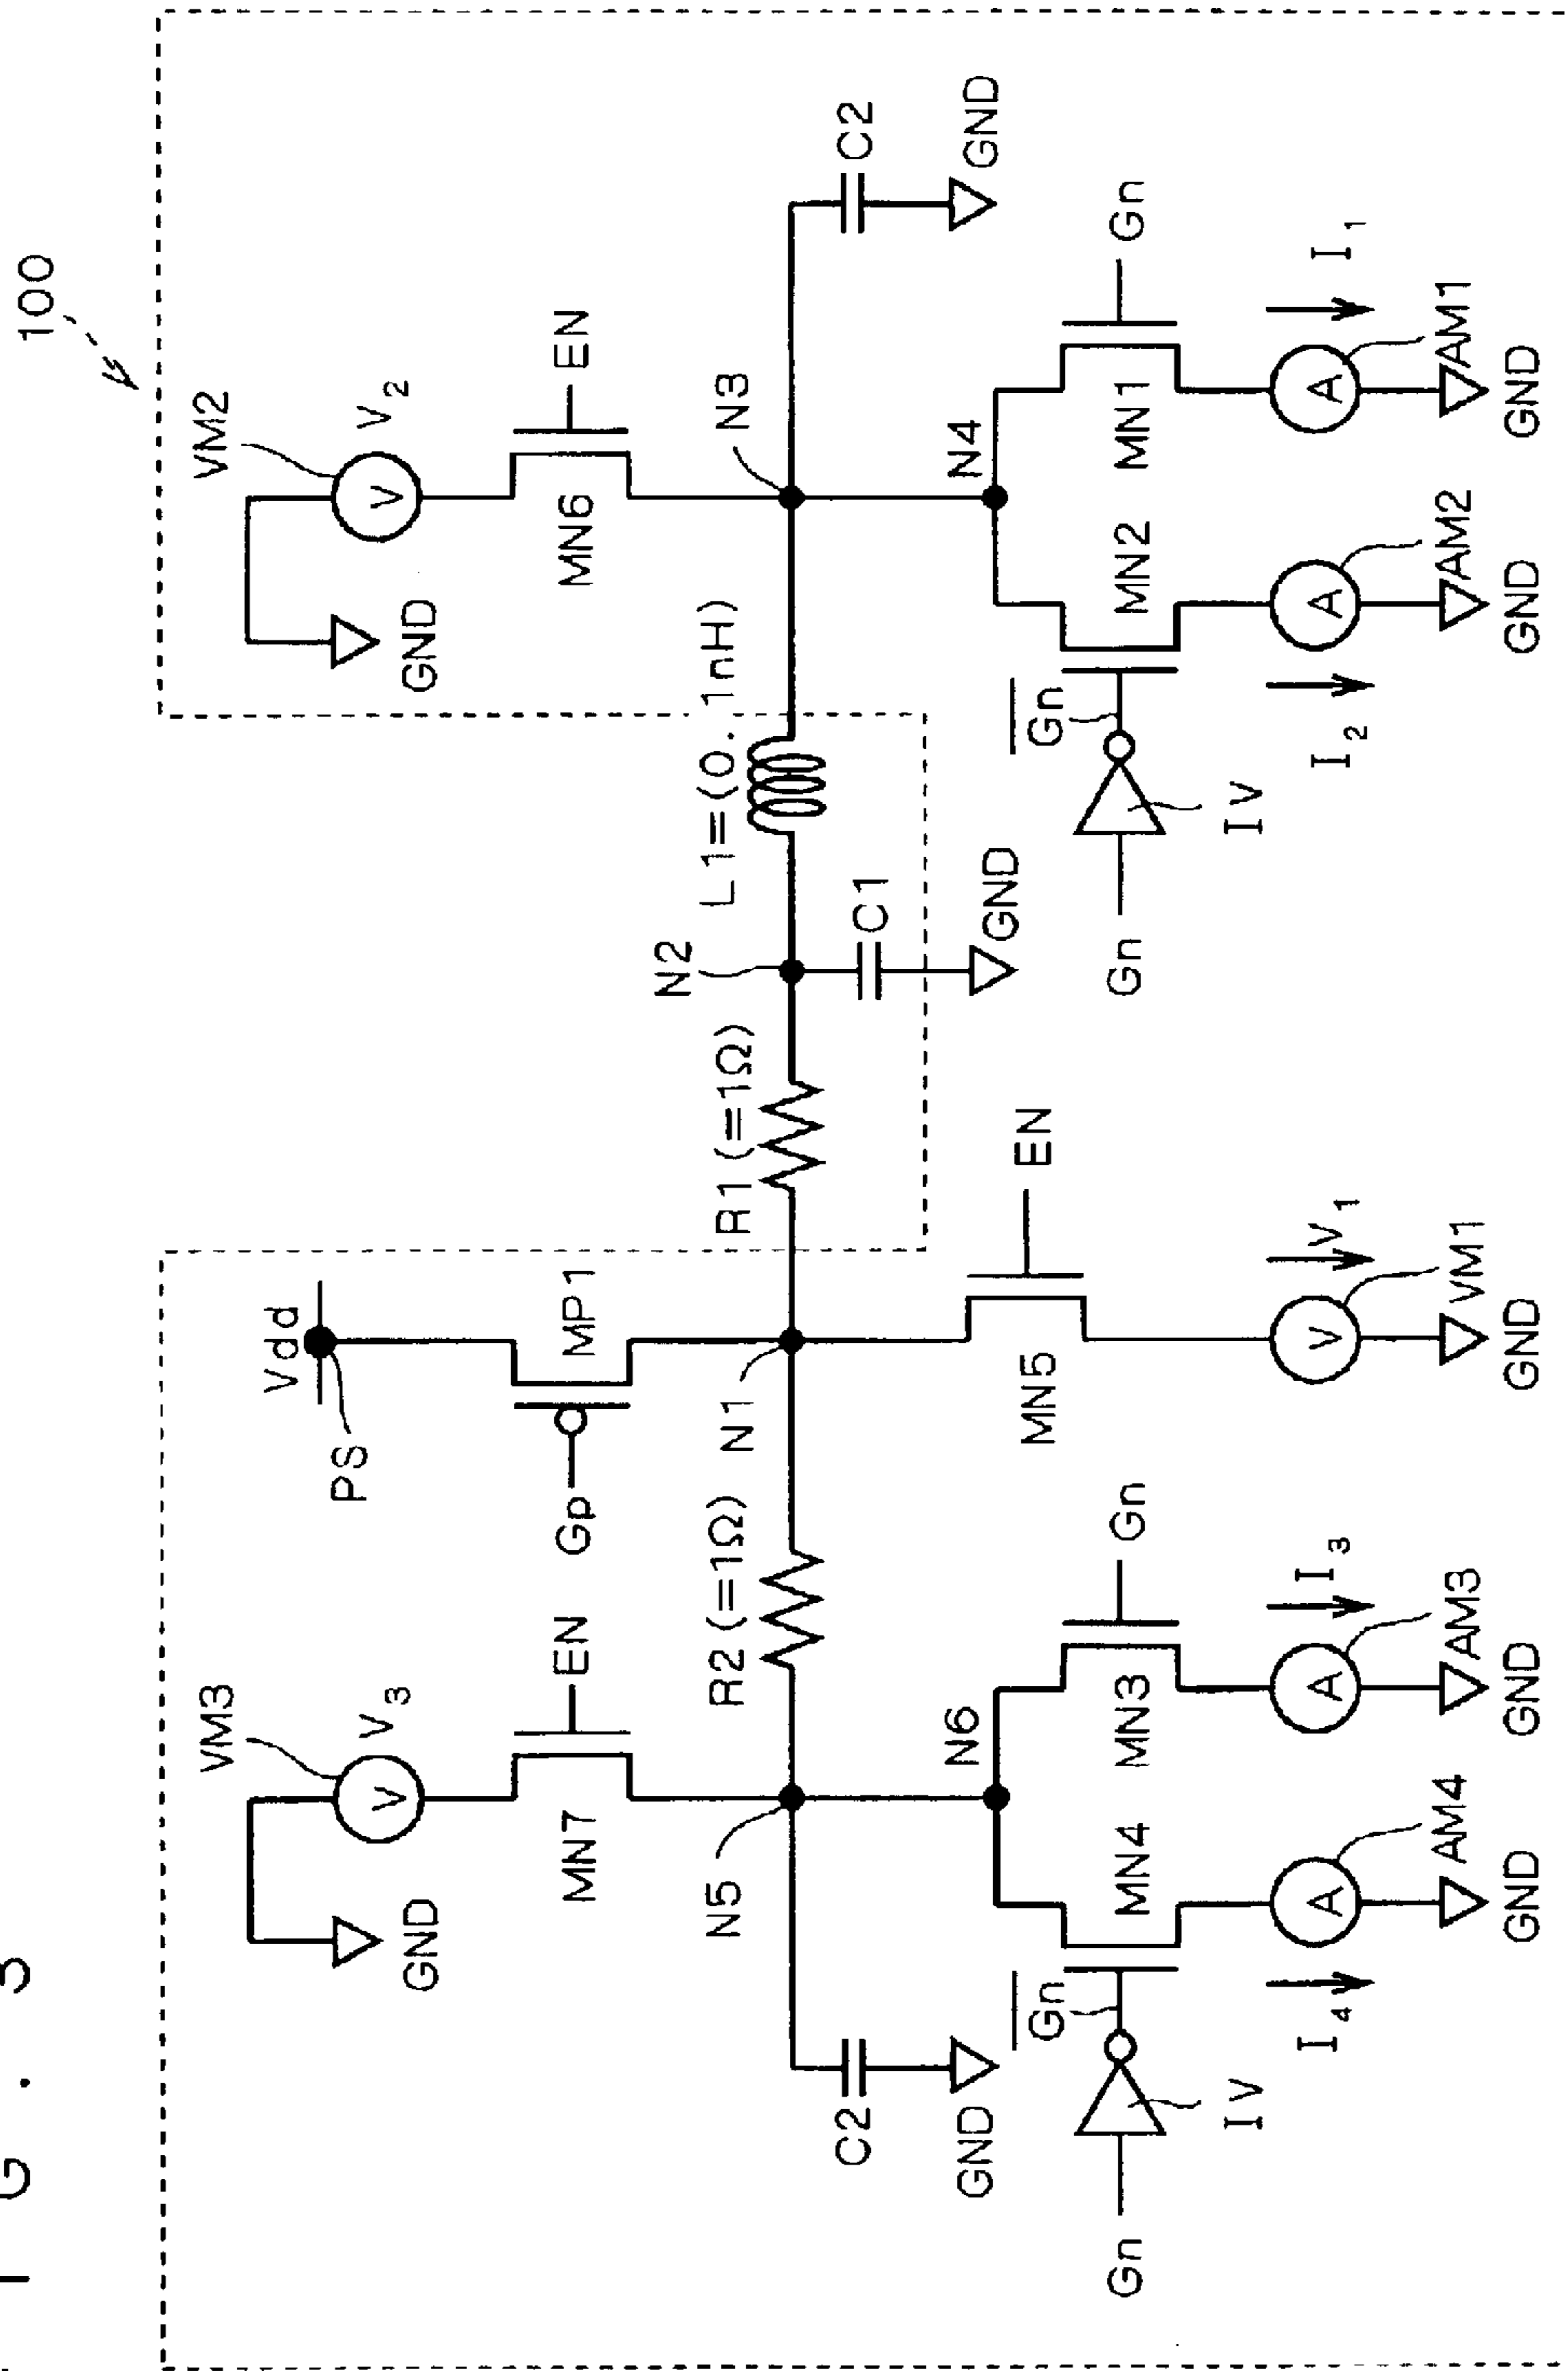 FIG. 3
100
VM3
V3
GND
MN7
EN
Vdd
PS
Gp
MP1
VM2
V2
GND
MN6
EN
N5
R2 (=1Ω)
N1
R1 (=1Ω)
N2
L1=(0. 1nH)
N3
C2
GND
C1
GND
C2
GND
N6
N4
Gn
IV
Gn
MN4
MN3
Gn
MN5
EN
Gn
IV
Gn
MN2
MN1
Gn
I4
AM4
A
GND
I3
AM3
A
GND
V1
VM1
V
GND
I2
AM2
A
GND
I1
AM1
A
GND
V
V